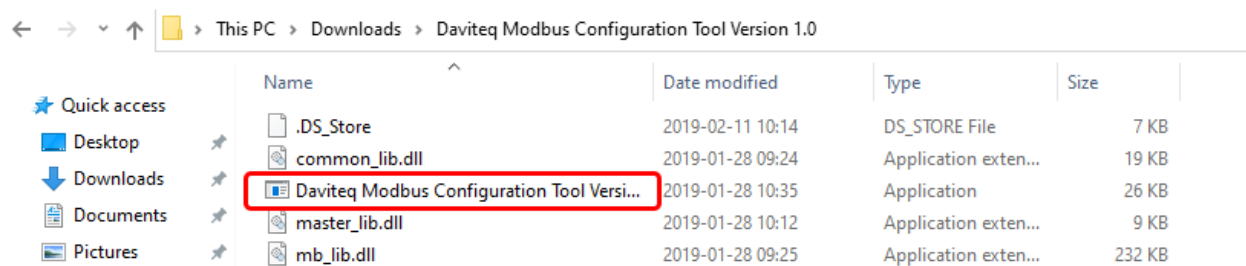 This PC > Downloads > Daviteq Modbus Configuration Tool Version 1.0
Name Date modified Type Size
Quick access
Desktop
Downloads
Documents
Pictures
.DS_Store 2019-02-11 10:14 DS_STORE File 7 KB
common_lib.dll 2019-01-28 09:24 Application exten... 19 KB
Daviteq Modbus Configuration Tool Versi... 2019-01-28 10:35 Application 26 KB
master_lib.dll 2019-01-28 10:12 Application exten... 9 KB
mb_lib.dll 2019-01-28 09:25 Application exten... 232 KB